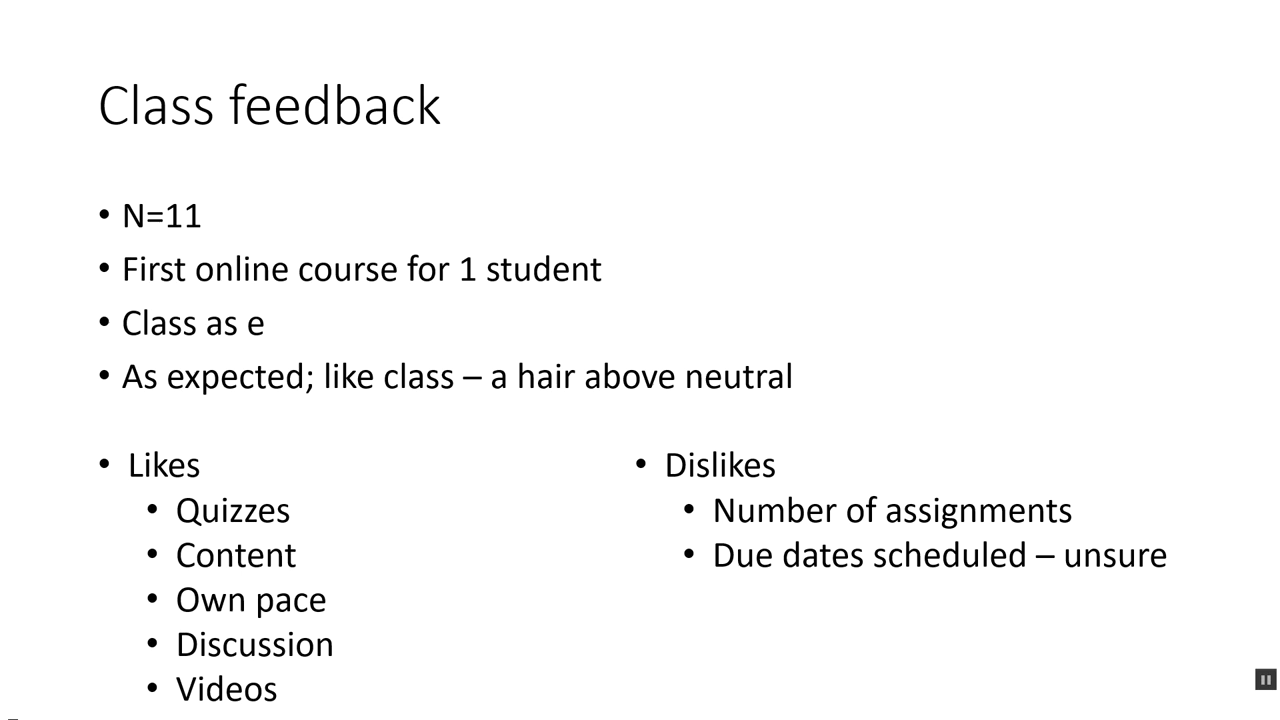 Class feedback
• N=11
• First online course for 1 student
• Class as e
• As expected; like class – a hair above neutral
• Likes
• Quizzes
• Content
• Own pace
• Discussion
• Videos
• Dislikes
• Number of assignments
• Due dates scheduled – unsure